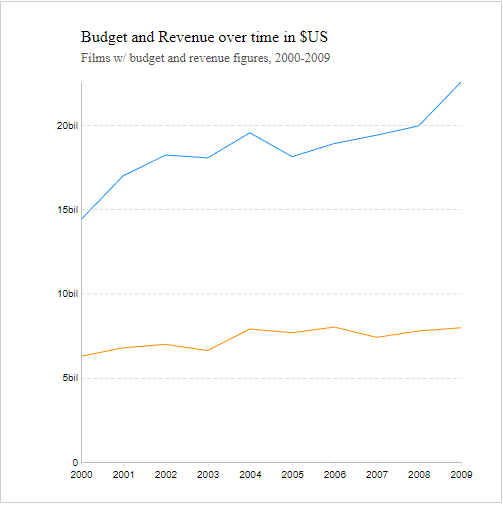 Budget and Revenue over time in $US
Films w/ budget and revenue figures, 2000-2009
20bil
15bil
10bil
5bil
0
2000 2001 2002 2003 2004 2005 2006 2007 2008 2009